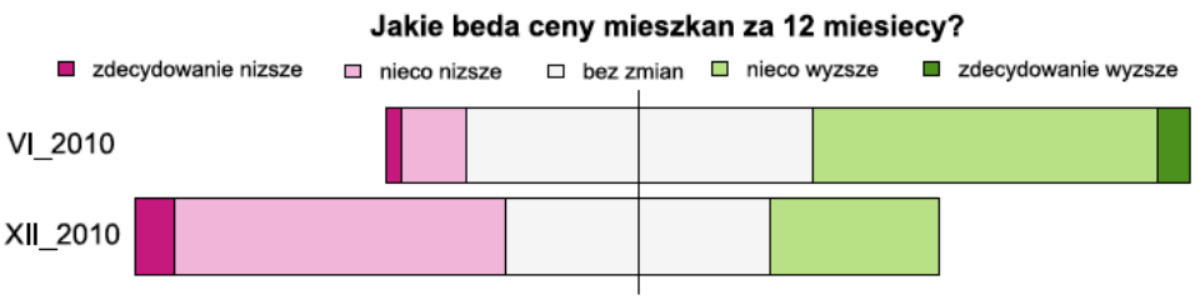 Jakie beda ceny mieszkan za 12 miesiecy?
zdecydowanie nizsze nieco nizsze bez zmian nieco wyzsze zdecydowanie wyzsze
VI_2010
XII_2010